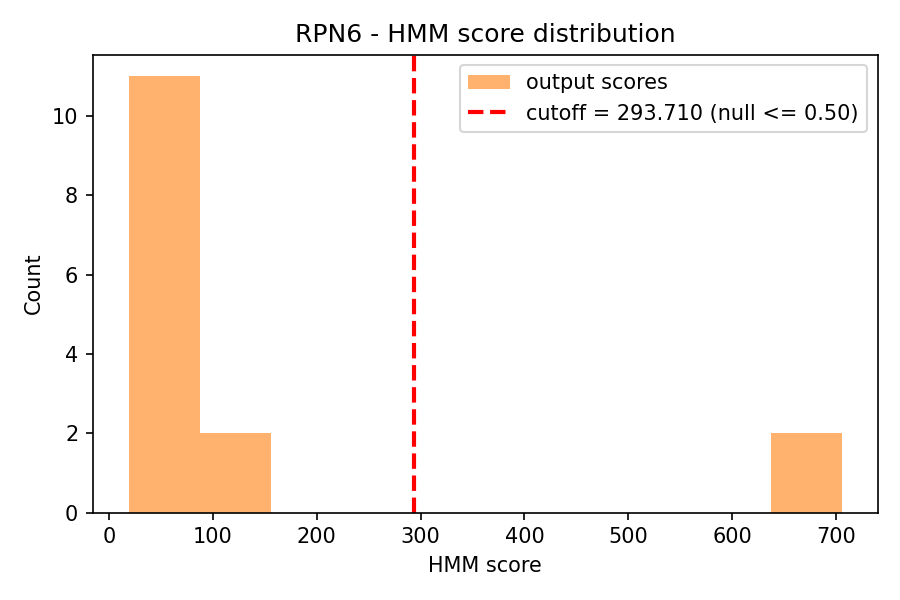 RPN6 - HMM score distribution
output scores
cutoff = 293.710 (null <= 0.50)
10
8
6
4
2
0
Count
0 100 200 300 400 500 600 700
HMM score